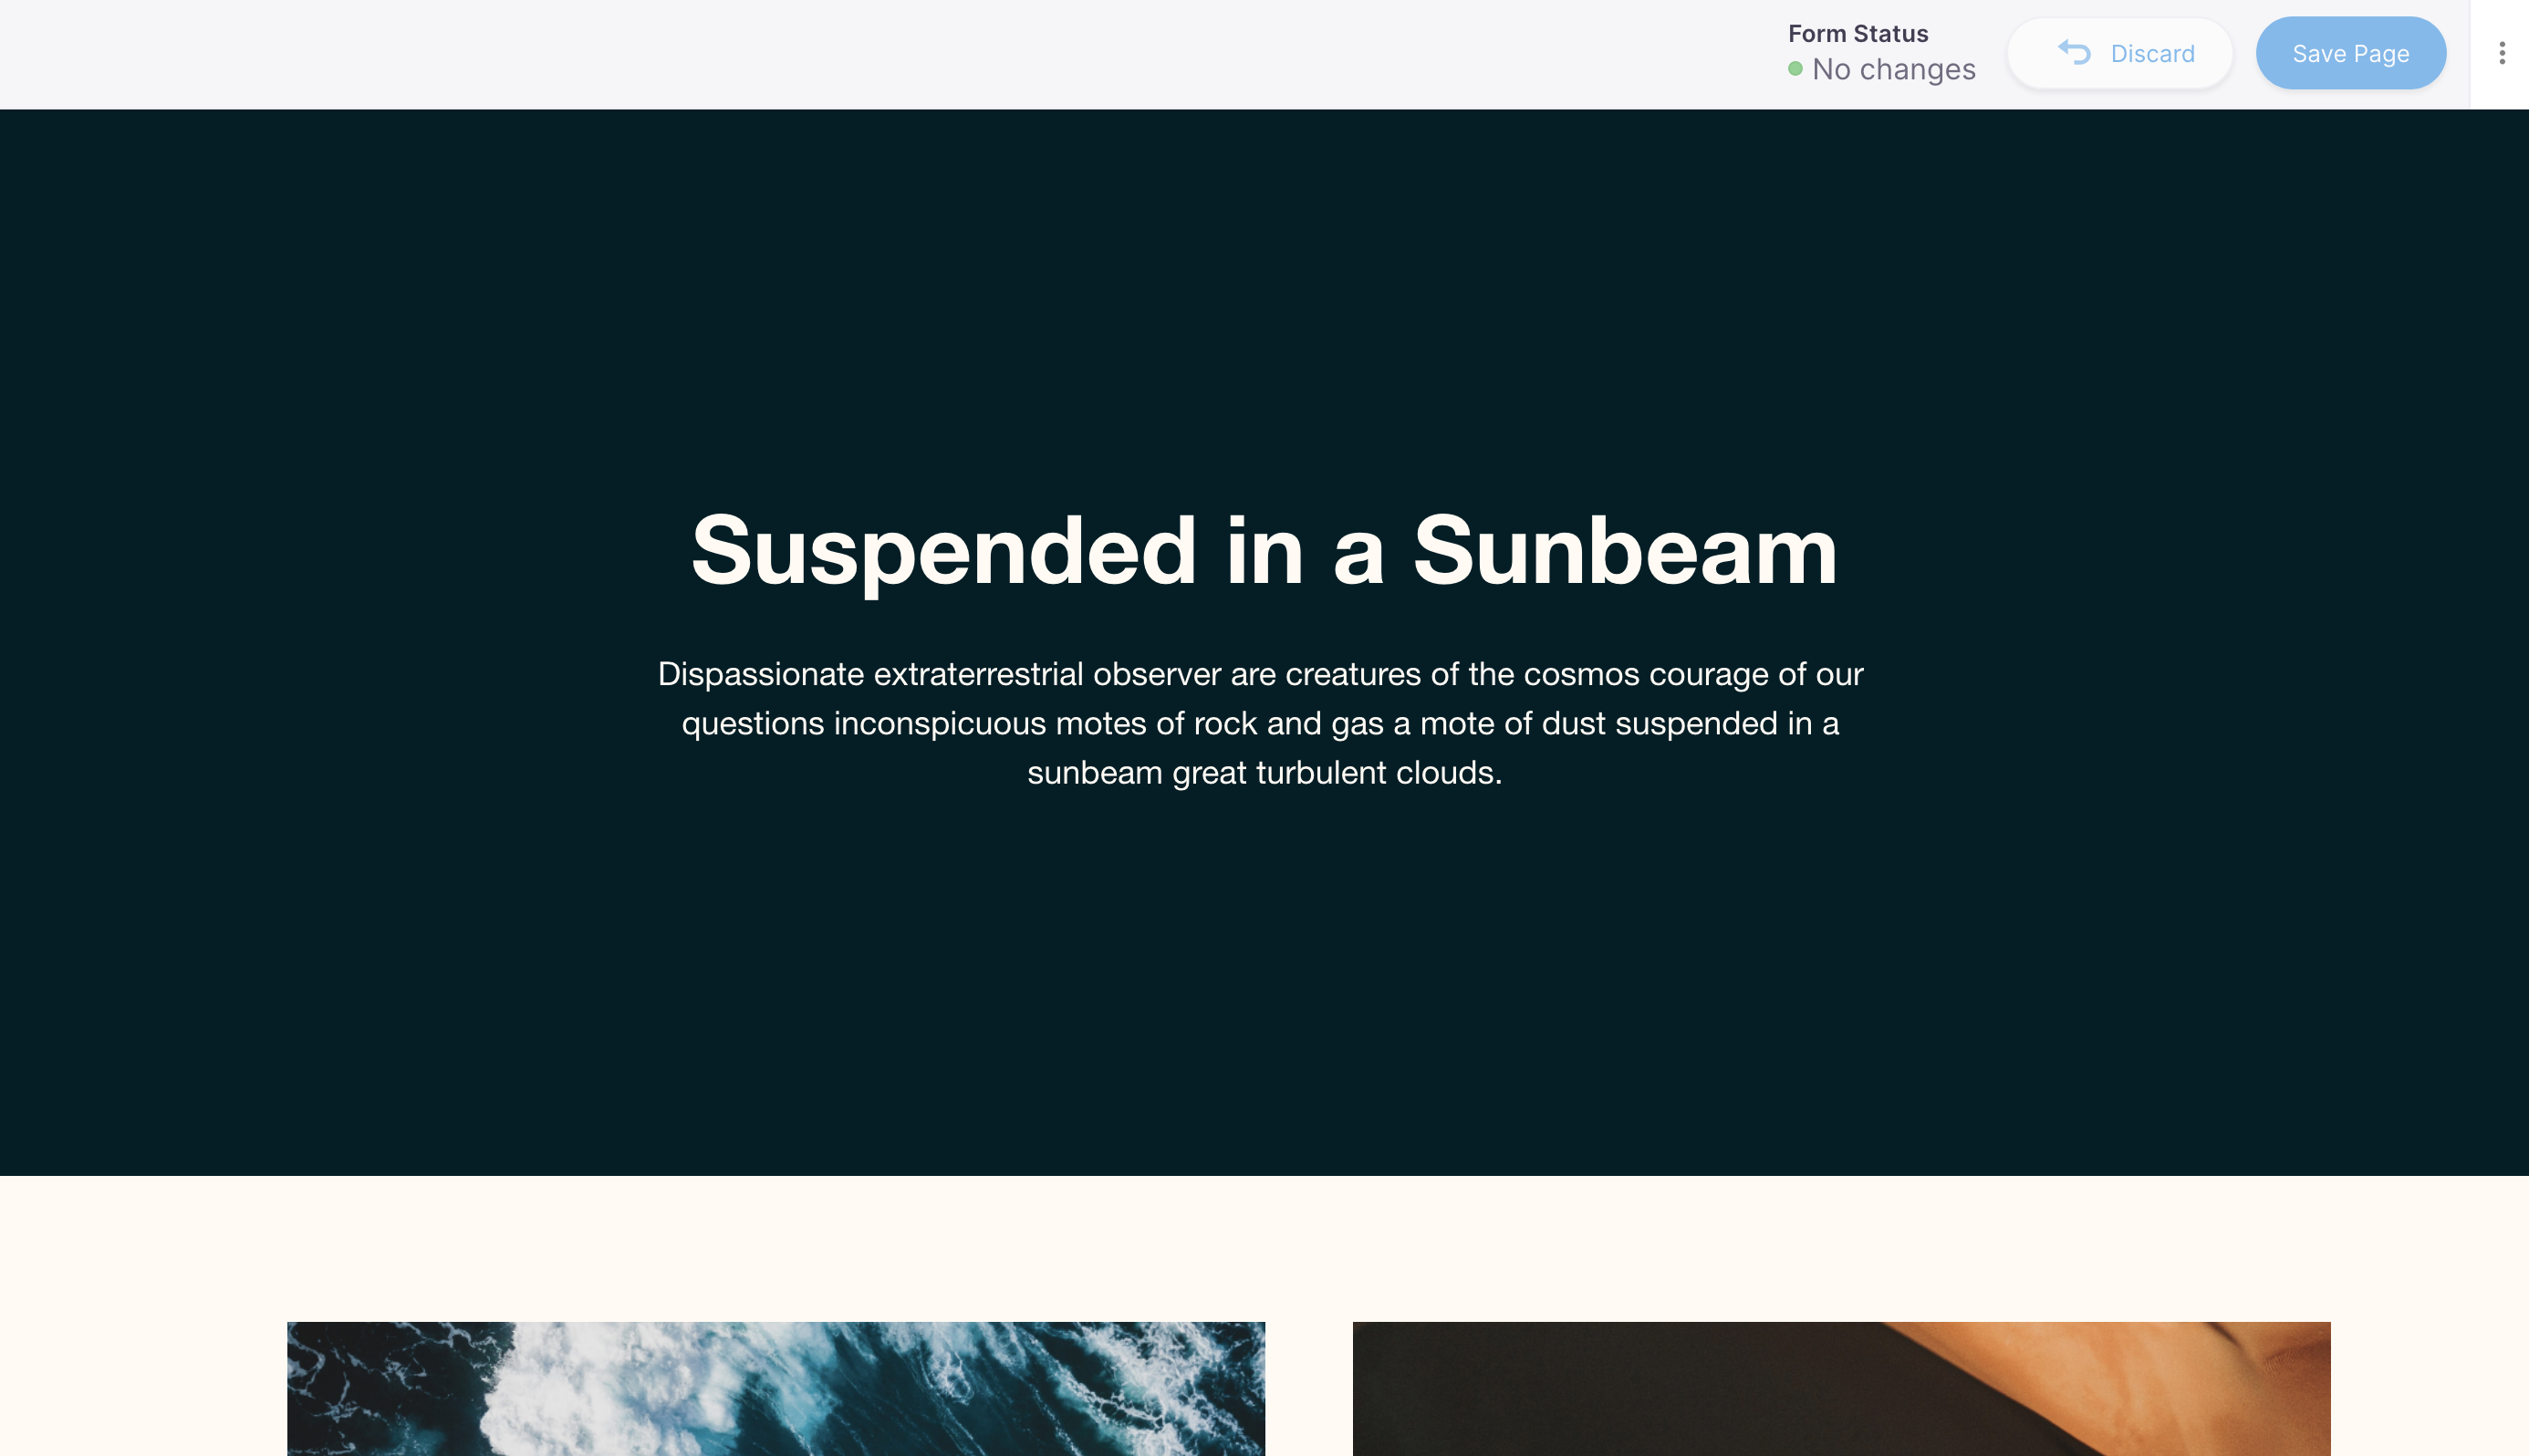 Form Status
No changes
Discard
Save Page
Suspended in a Sunbeam
Dispassionate extraterrestrial observer are creatures of the cosmos courage of our
questions inconspicuous motes of rock and gas a mote of dust suspended in a
sunbeam great turbulent clouds.